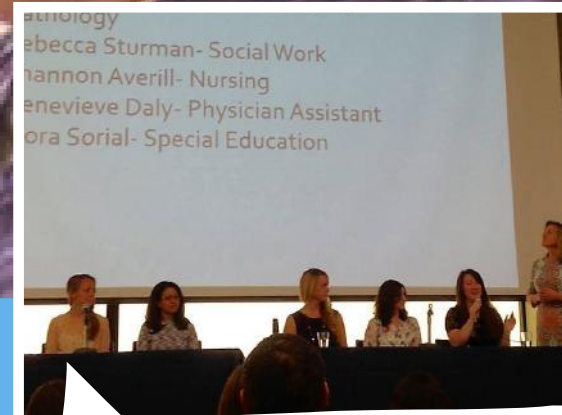 athology
ebecca Sturman- Social Work
hannon Averill- Nursing
enevieve Daly- Physician Assistant
ora Sorial- Special Education